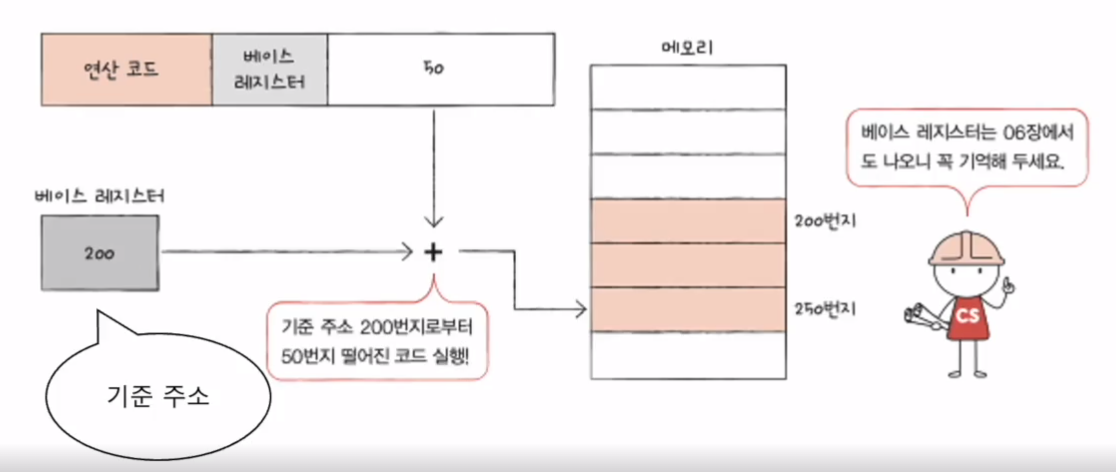 연산 코드
베이스
레지스터
50
메모리
베이스 레지스터는 06장에서
도 나오니 꼭 기억해 두세요.
베이스 레지스터
200
+
200번지
250번지
기준 주소 200번지로부터
50번지 떨어진 코드 실행!
CS
기준 주소